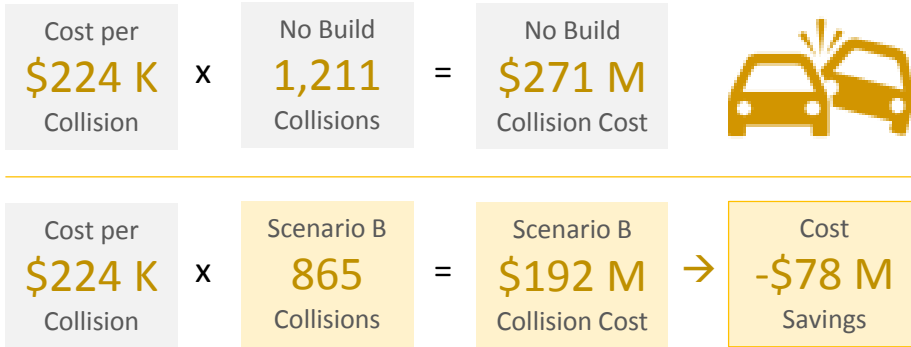 Cost per
$224 K
Collision
x
No Build
1,211
Collisions
=
No Build
$271 M
Collision Cost
Cost per
$224 K
Collision
x
Scenario B
865
Collisions
=
Scenario B
$192 M
Collision Cost
→
Cost
-$78 M
Savings